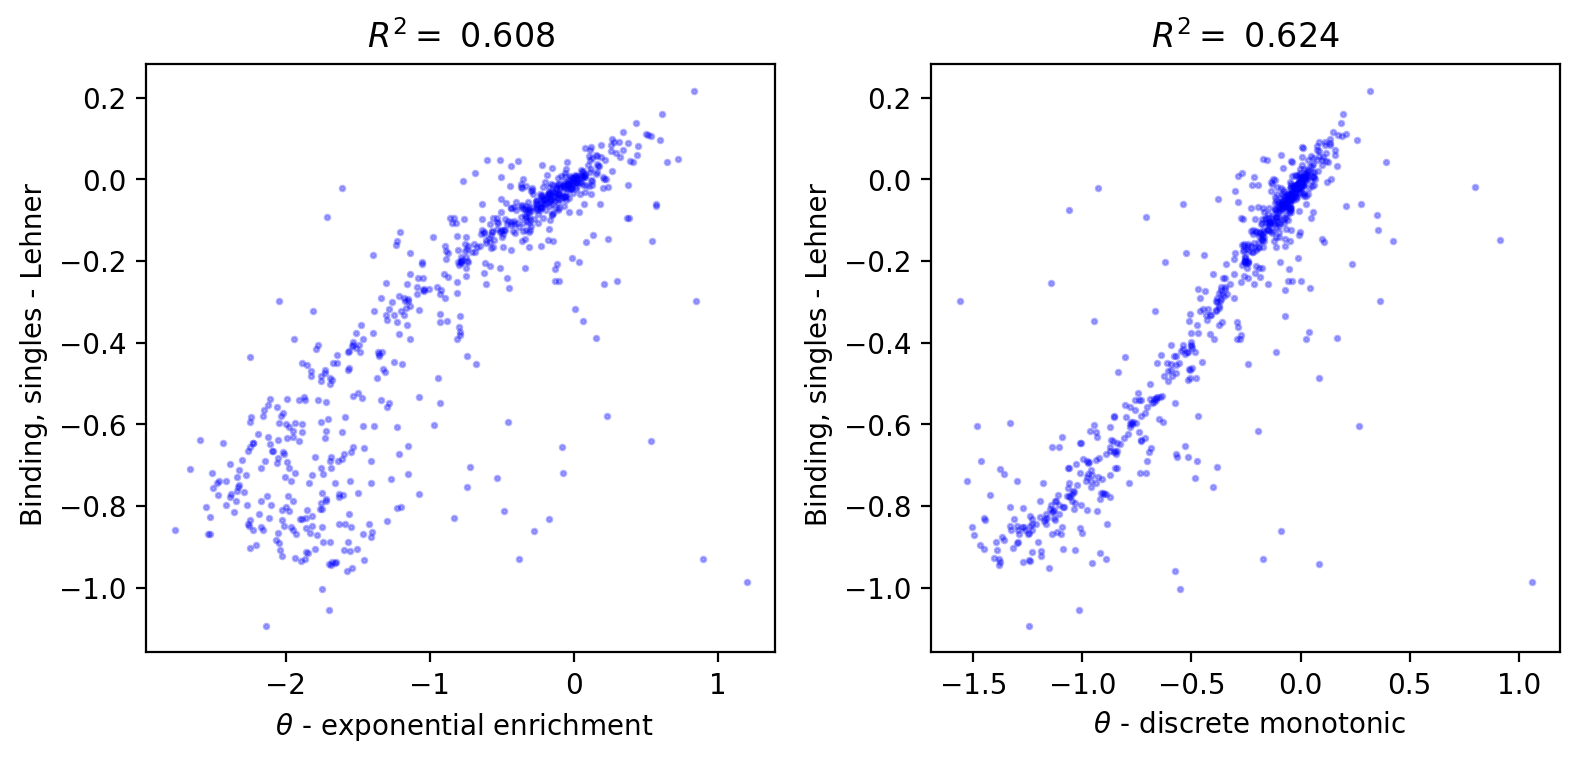 R² = 0.608
0.2
0.0
−0.2
−0.4
−0.6
−0.8
−1.0
Binding, singles - Lehner
−2 −1 0 1
θ - exponential enrichment
R² = 0.624
0.2
0.0
−0.2
−0.4
−0.6
−0.8
−1.0
Binding, singles - Lehner
−1.5 −1.0 −0.5 0.0 0.5 1.0
θ - discrete monotonic